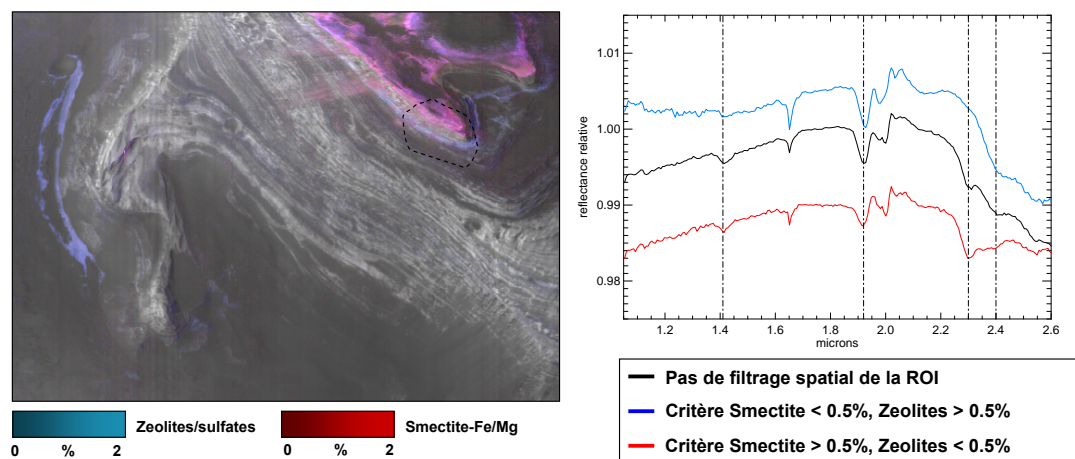 1.01
1.00
0.99
0.98
reflectance relative
1.2 1.4 1.6 1.8 2.0 2.2 2.4 2.6
microns
Zeolites/sulfates
0 % 2
Smectite-Fe/Mg
0 % 2
Pas de filtrage spatial de la ROI
Critère Smectite < 0.5%, Zeolites > 0.5%
Critère Smectite > 0.5%, Zeolites < 0.5%